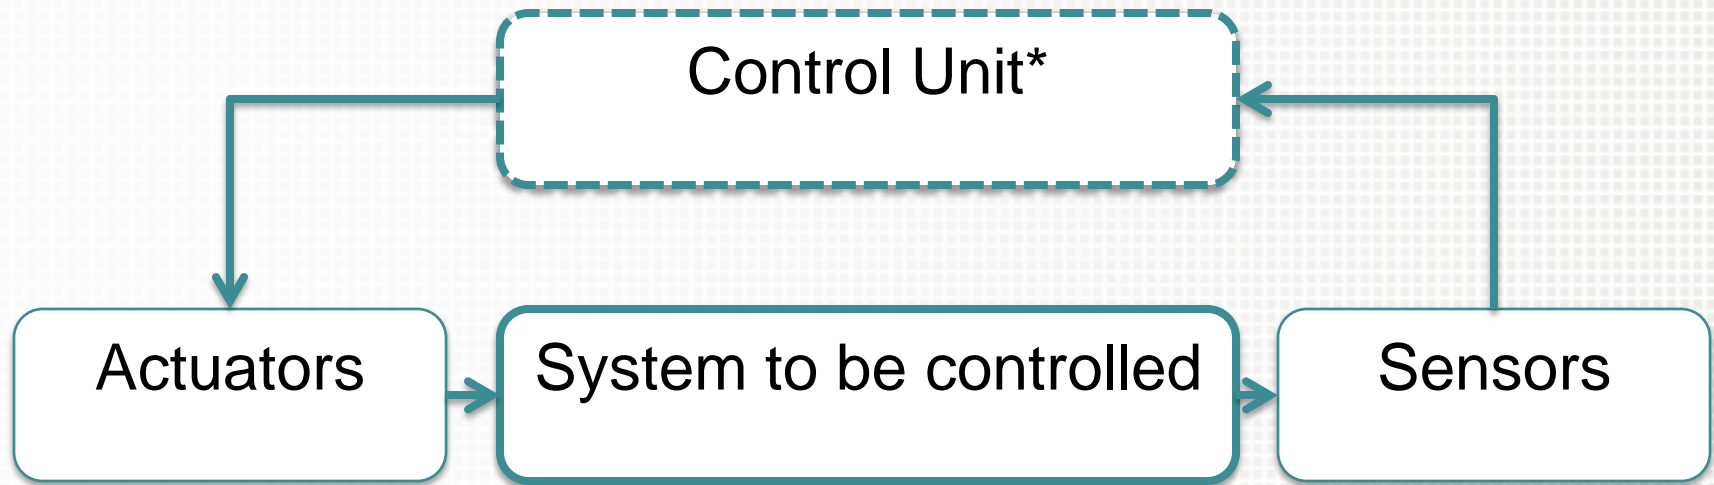 Control Unit*
Actuators
System to be controlled
Sensors